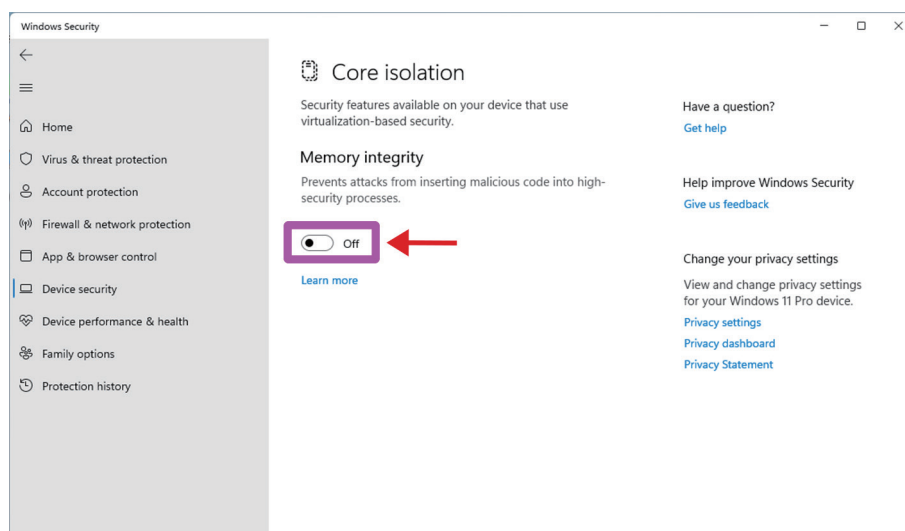 Windows Security
Home
Virus & threat protection
Account protection
Firewall & network protection
App & browser control
Device security
Device performance & health
Family options
Protection history
Core isolation
Security features available on your device that use
virtualization-based security.
Memory integrity
Prevents attacks from inserting malicious code into high-
security processes.
Off
Learn more
Have a question?
Get help
Help improve Windows Security
Give us feedback
Change your privacy settings
View and change privacy settings
for your Windows 11 Pro device.
Privacy settings
Privacy dashboard
Privacy Statement